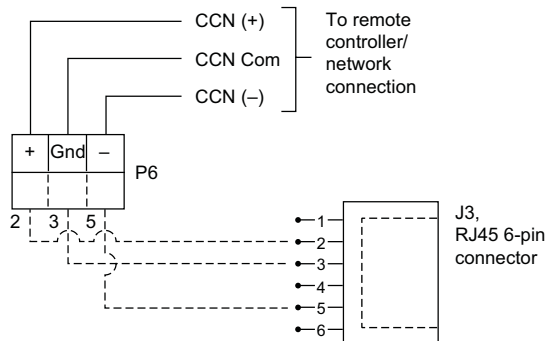 CCN (+)
CCN Com
CCN (–)
To remote
controller/
network
connection
+ Gnd –
P6
2 3 5
1
2
3
4
5
6
J3,
RJ45 6-pin
connector